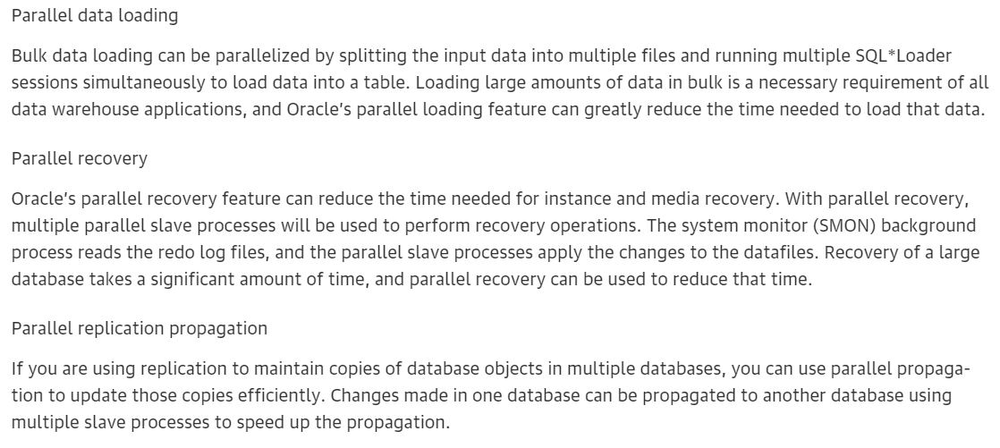 Parallel data loading
Bulk data loading can be parallelized by splitting the input data into multiple files and running multiple SQL*Loader
sessions simultaneously to load data into a table. Loading large amounts of data in bulk is a necessary requirement of all
data warehouse applications, and Oracle’s parallel loading feature can greatly reduce the time needed to load that data.
Parallel recovery
Oracle’s parallel recovery feature can reduce the time needed for instance and media recovery. With parallel recovery,
multiple parallel slave processes will be used to perform recovery operations. The system monitor (SMON) background
process reads the redo log files, and the parallel slave processes apply the changes to the datafiles. Recovery of a large
database takes a significant amount of time, and parallel recovery can be used to reduce that time.
Parallel replication propagation
If you are using replication to maintain copies of database objects in multiple databases, you can use parallel propaga-
tion to update those copies efficiently. Changes made in one database can be propagated to another database using
multiple slave processes to speed up the propagation.